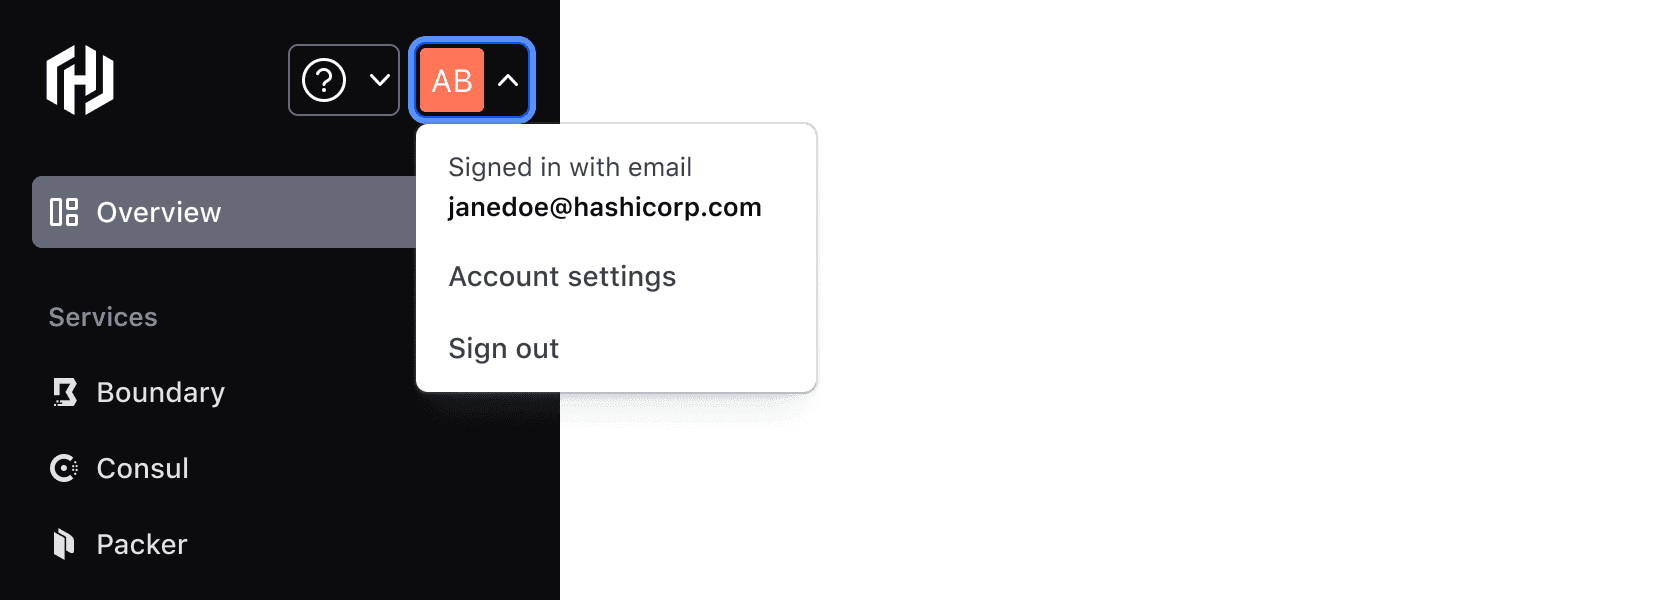 AB
Signed in with email
janedoe@hashicorp.com
Account settings
Sign out
Overview
Services
Boundary
Consul
Packer